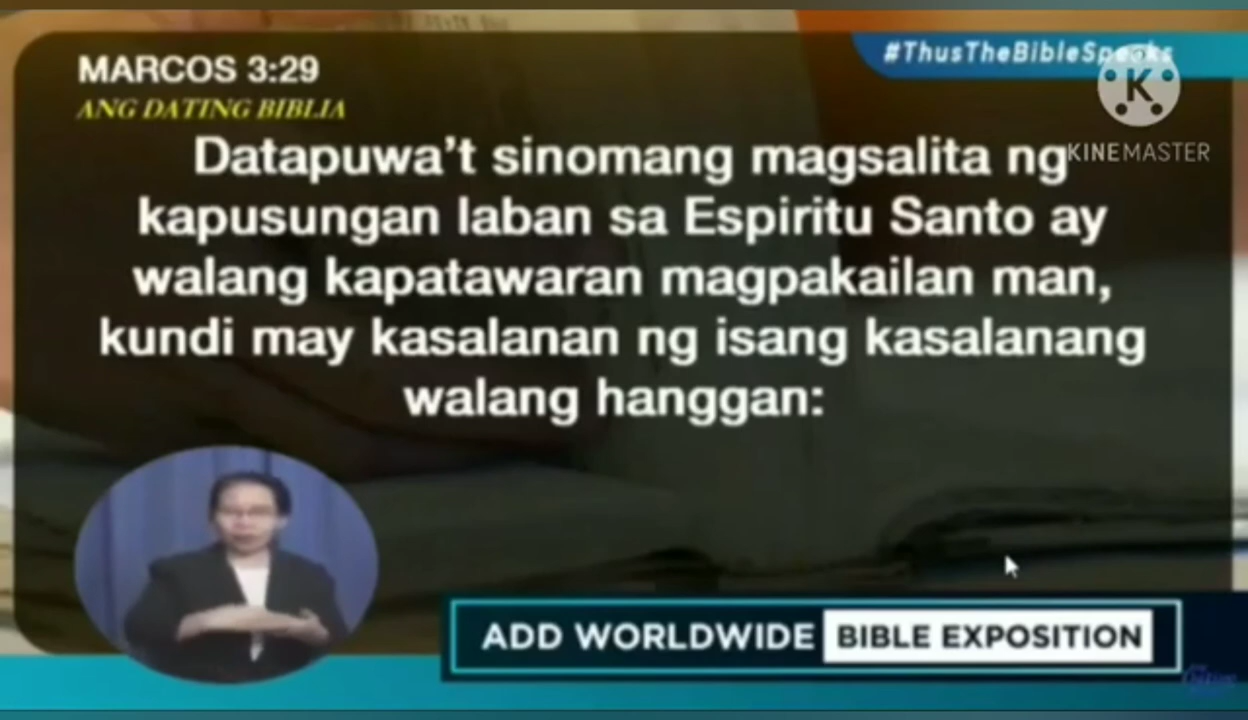 MARCOS 3:29
ANG DATING BIBLIA
#ThusTheBibleSpeaks
K
KINEMASTER
Datapuwa't sinomang magsalita ng
kapusungan laban sa Espiritu Santo ay
walang kapatawaran magpakailan man,
kundi may kasalanan ng isang kasalanang
walang hanggan:
ADD WORLDWIDE BIBLE EXPOSITION